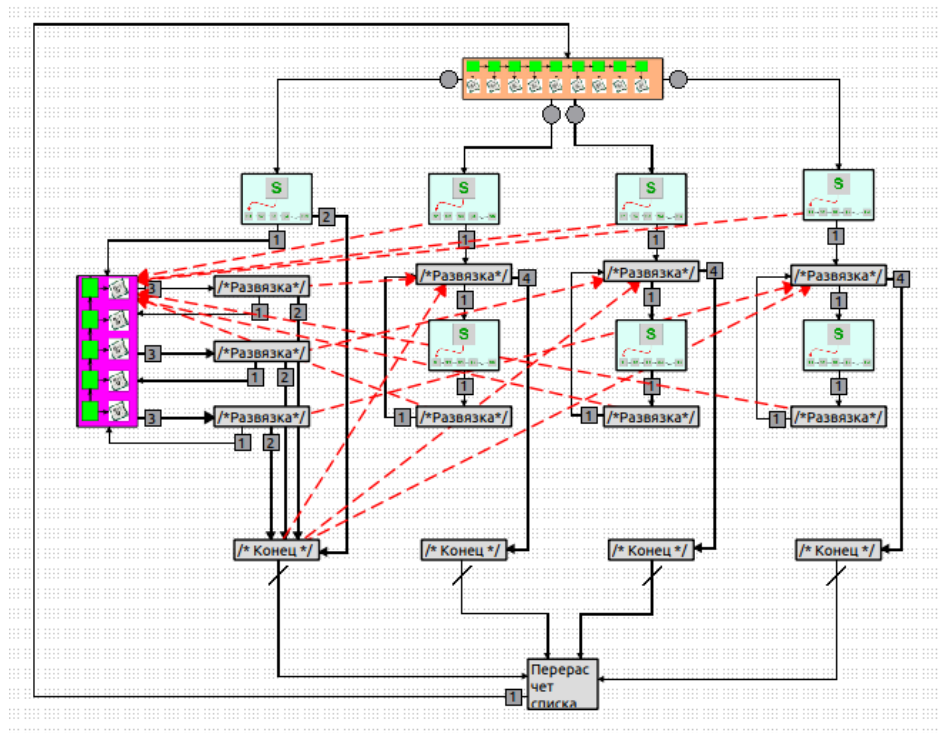 S
S
S
S
2
1
1
1
1
3
/*Развязка*/
/*Развязка*/
4
/*Развязка*/
4
/*Развязка*/
4
1
2
1
1
1
3
/*Развязка*/
S
S
S
1
2
1
1
1
3
/*Развязка*/
1
/*Развязка*/
1
/*Развязка*/
1
/*Развязка*/
1
2
/* Конец */
/* Конец */
/* Конец */
/* Конец */
Перерас
чет
списка
1